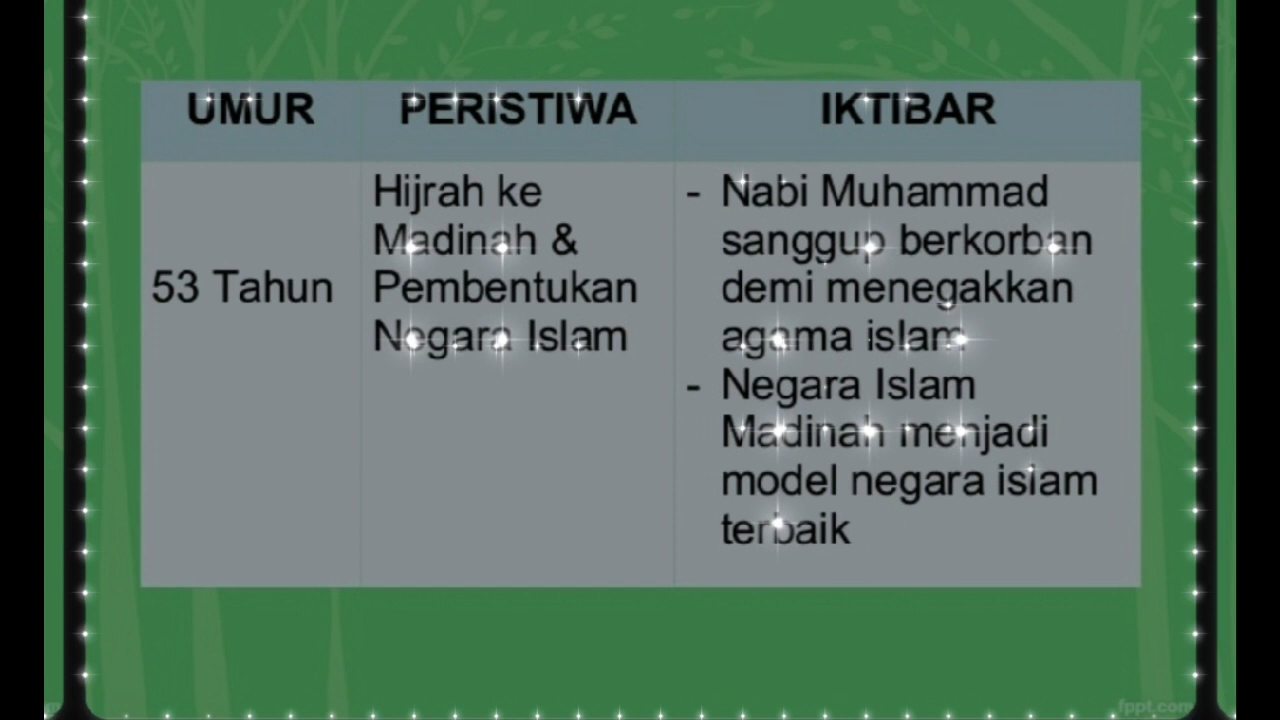 UMUR PERISTIWA IKTIBAR
53 Tahun
Hijrah ke
Madinah &
Pembentukan
Negara Islam
- Nabi Muhammad
sanggup berkorban
demi menegakkan
agama islam
- Negara Islam
Madinah menjadi
model negara islam
terbaik
fppt.com